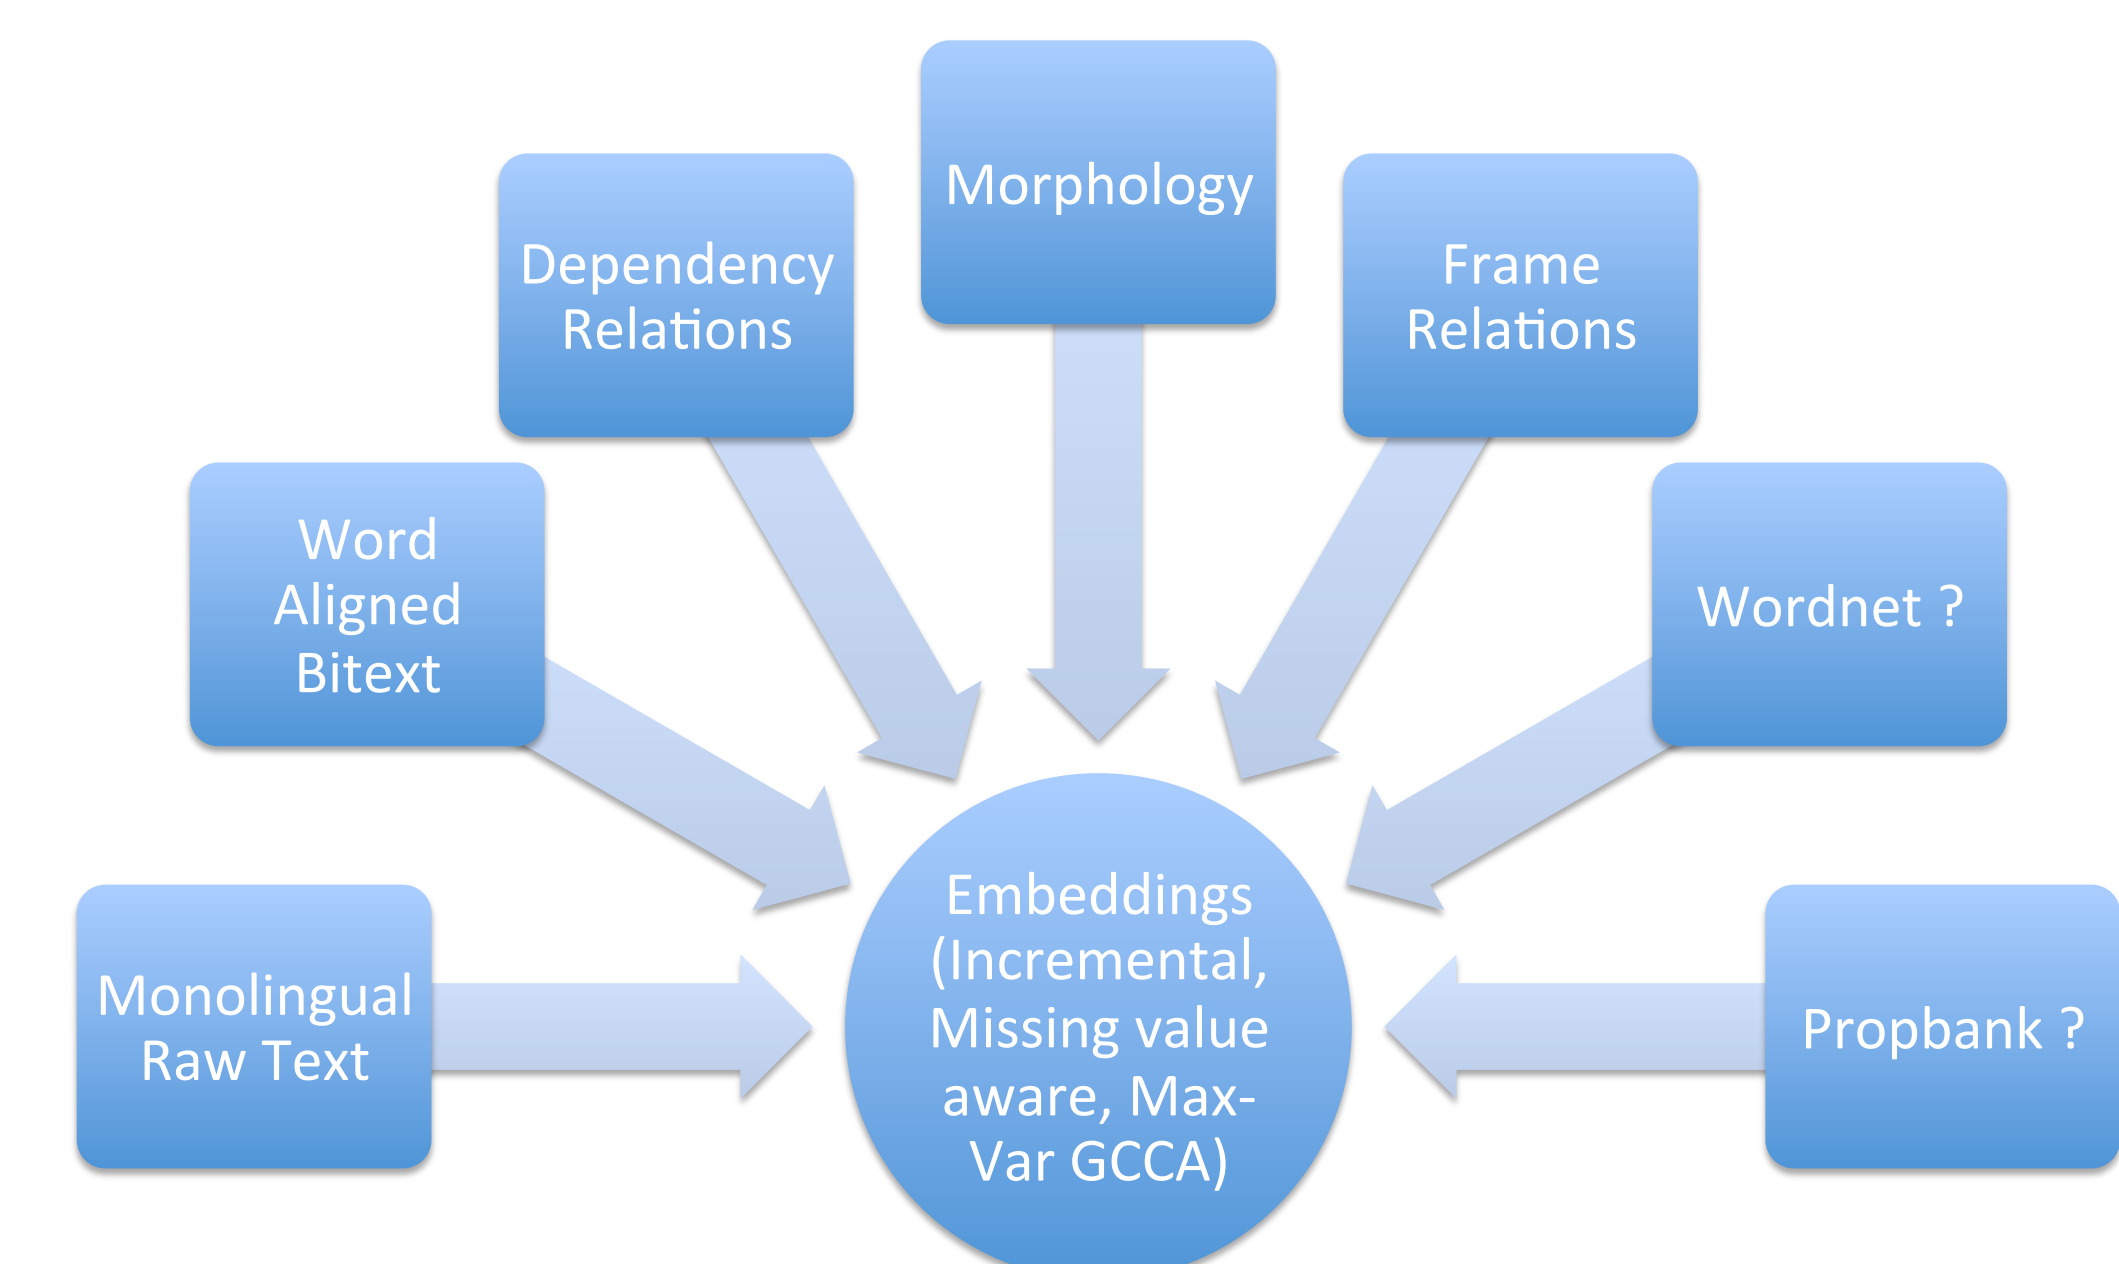 Morphology
Dependency
Relations
Frame
Relations
Word
Aligned
Bitext
Wordnet ?
Monolingual
Raw Text
Embeddings
(Incremental,
Missing value
aware, Max-
Var GCCA)
Propbank ?